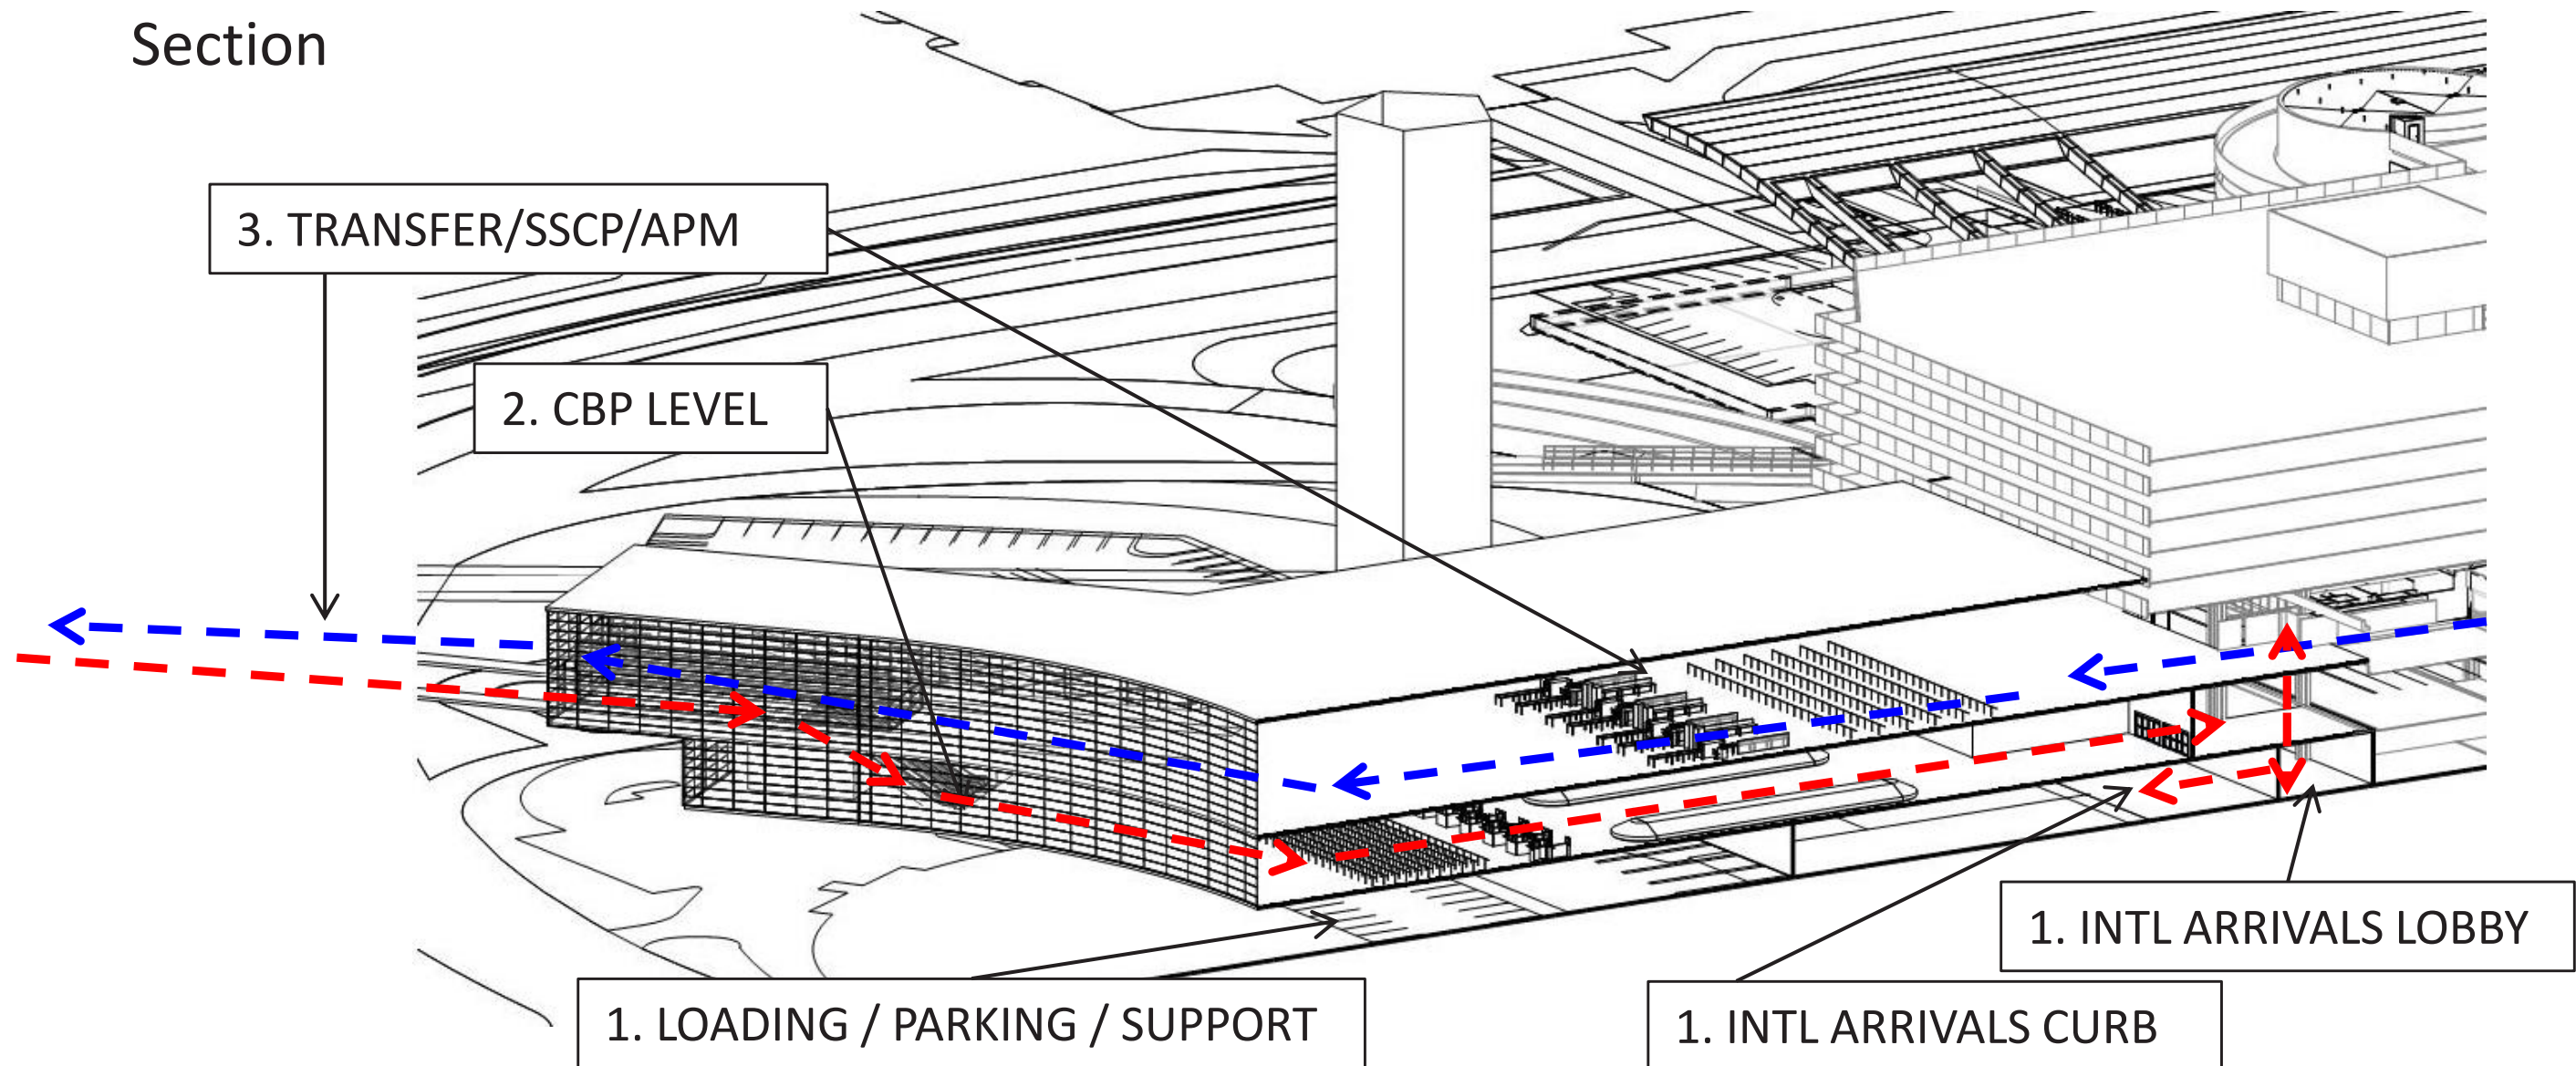 Section
3. TRANSFER/SSCP/APM
2. CBP LEVEL
1. INTL ARRIVALS LOBBY
1. LOADING / PARKING / SUPPORT
1. INTL ARRIVALS CURB